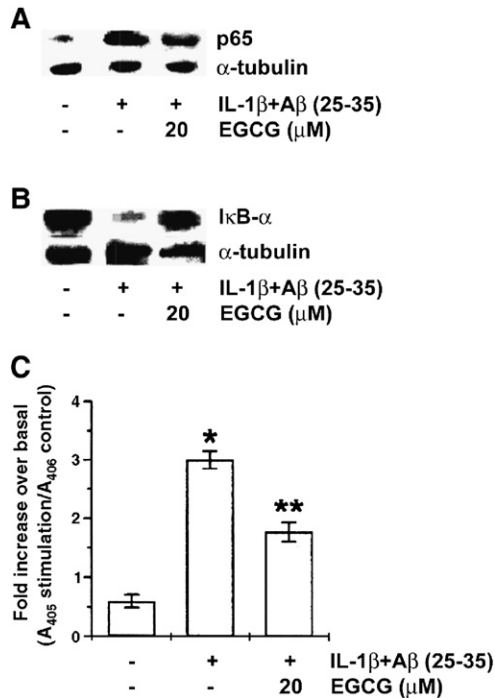 A
p65
α-tubulin
- + + IL-1β+Aβ (25-35)
- - 20 EGCG (μM)
B
IκB-α
α-tubulin
- + + IL-1β+Aβ (25-35)
- - 20 EGCG (μM)
C
Fold increase over basal
(A405 stimulation/A406 control)
4
3
2
1
0
*
**
- + + IL-1β+Aβ (25-35)
- - 20 EGCG (μM)